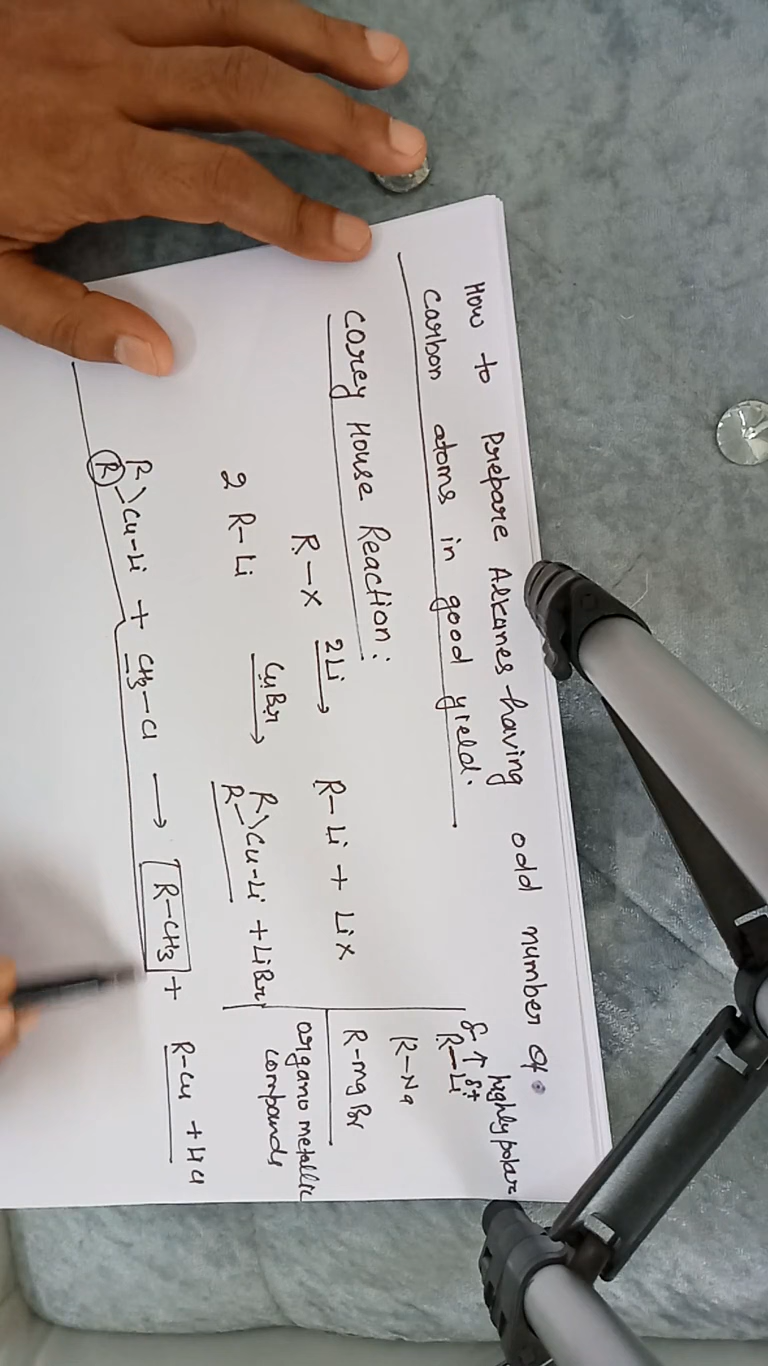 How to Prepare Alkanes having odd number of
carbon atoms in good yield.
Corey House Reaction:
R-X 2Li → R-Li + LiX
2 R-Li CuBr → R
R>Cu-Li + LiBr
R
R>Cu-Li + CH3-Cl → R-CH3 + R-Cu + LiCl
highly polar
δ- ↑ δ+
R-Li
R-Na
R-MgBr
organo metallic
compounds